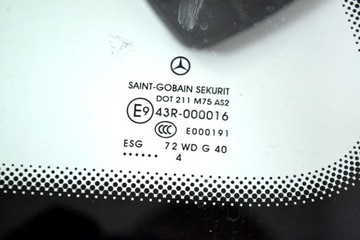 SAINT-GOBAIN SEKURIT
DOT 211 M75 AS2
E9 43R-000016
CCC E000191
ESG 72 WD G 40
...... 4